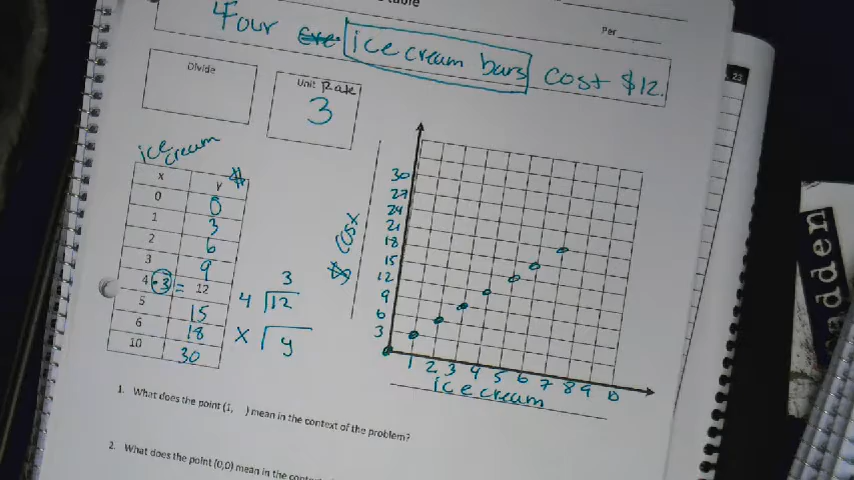 table
Per
Four ice cream bars cost $12.
23
Divide
Unit Rate
3
ice cream
x y $
0 0
1 3
2 6
3 9
4 ·3 = 12
5 15
6 18
10 30
3
4 12
x y
30
27
24
21
18
15
12
9
6
3
$ cost
1 2 3 4 5 6 7 8 9 10
ice cream
1. What does the point (1, ) mean in the context of the problem?
2. What does the point (0,0) mean in the
adden